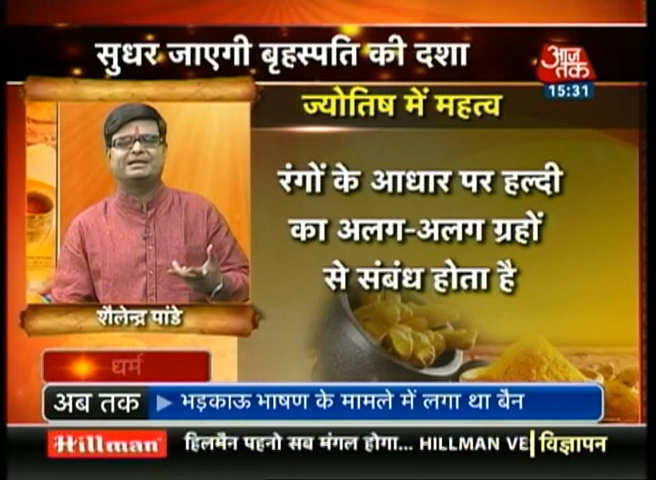 सुधर जाएगी बृहस्पति की दशा
आज
तक
15:31
ज्योतिष में महत्व
रंगों के आधार पर हल्दी
का अलग-अलग ग्रहों
से संबंध होता है
शैलेन्द्र पांडे
धर्म
अब तक
भड़काऊ भाषण के मामले में लगा था बैन
Hillman हिलमैन पहनो सब मंगल होगा... HILLMAN VE विज्ञापन